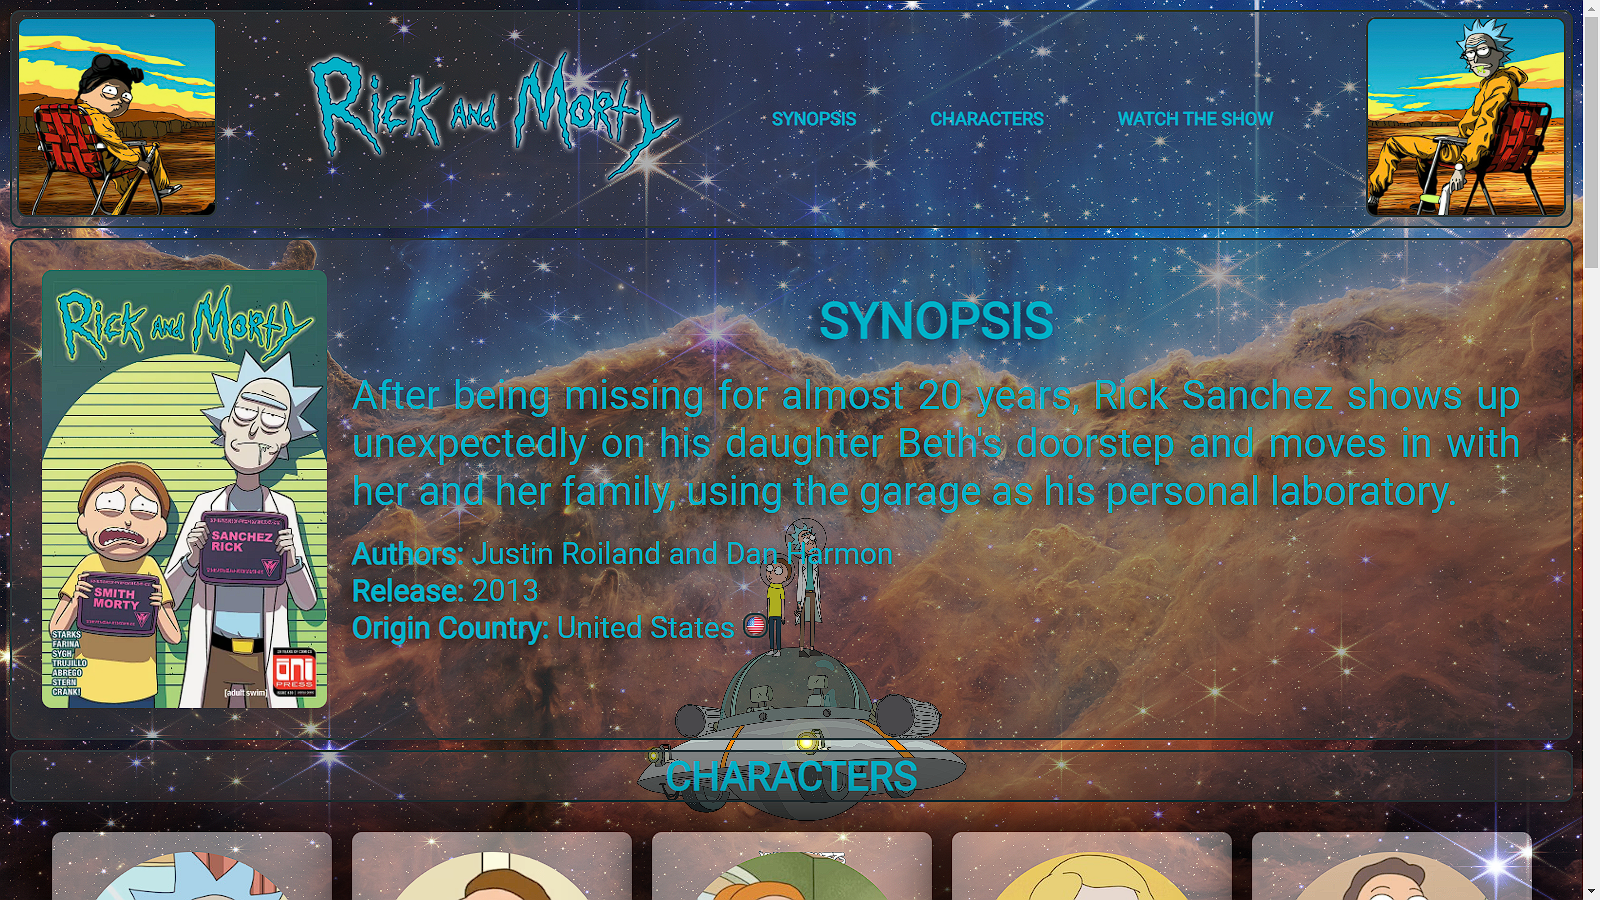 Rick and Morty
SYNOPSIS
CHARACTERS
WATCH THE SHOW
Rick and Morty
SANCHEZ
RICK
SMITH
MORTY
STARKS
FARINA
SYGH
TRUJILLO
ABREGO
STERN
CRANK!
[adult swim]
ONI
PRESS
SYNOPSIS
After being missing for almost 20 years, Rick Sanchez shows up
unexpectedly on his daughter Beth's doorstep and moves in with
her and her family, using the garage as his personal laboratory.
Authors: Justin Roiland and Dan Harmon
Release: 2013
Origin Country: United States
CHARACTERS